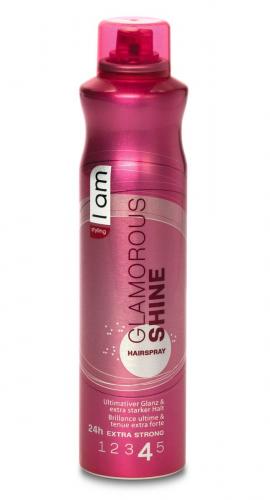 I am
styling
GLAMOROUS
SHINE
HAIRSPRAY
Ultimativer Glanz &
extra starker Halt
Brillance ultime &
tenue extra forte
24h EXTRA STRONG
1 2 3 4 5